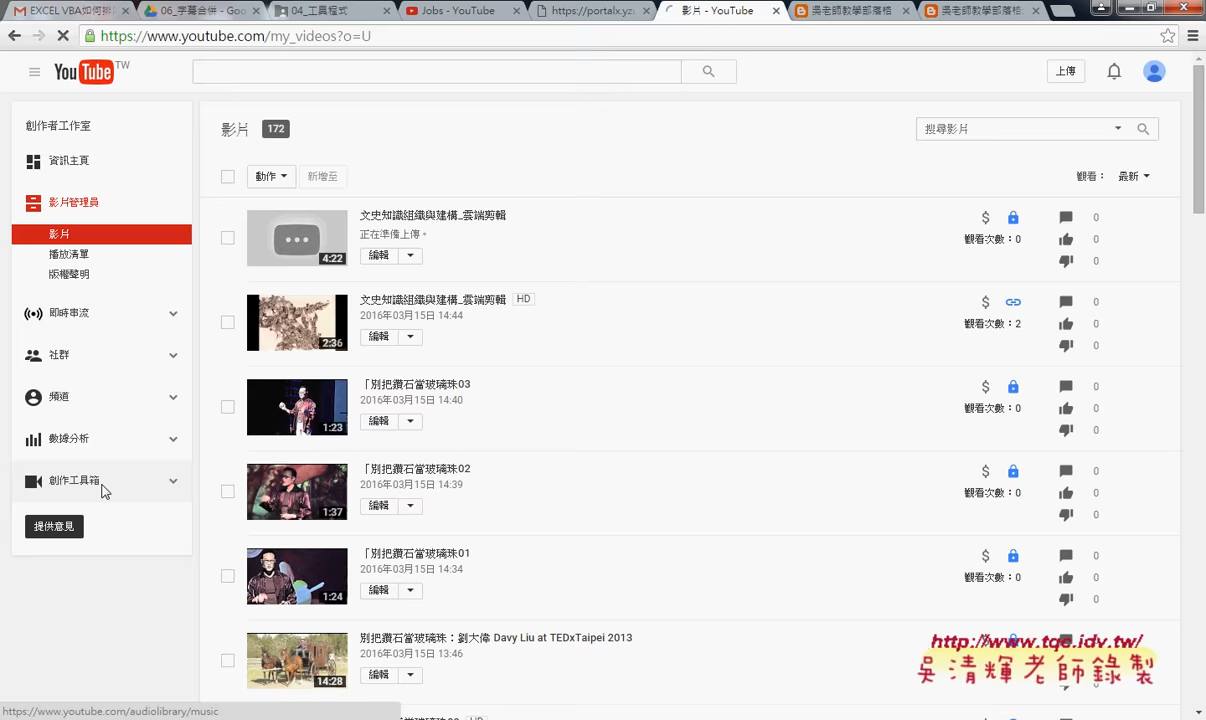 EXCEL VBA如何排
06_字幕合併 - Goo
04_工具程式
Jobs - YouTube
https://portalx.yz
影片 - YouTube
吳老師教學部落格
吳老師教學部落格
https://www.youtube.com/my_videos?o=U
YouTube TW
上傳
創作者工作室
影片 172
搜尋影片
資訊主頁
動作
新增至
觀看：
最新
影片管理員
影片
播放清單
版權聲明
即時串流
社群
頻道
數據分析
創作工具箱
提供意見
文史知識組織與建構_雲端剪輯
正在準備上傳。
4:22
編輯
$
0
觀看次數：0
0
0
文史知識組織與建構_雲端剪輯 HD
2016年03月15日 14:44
2:36
編輯
$
0
觀看次數：2
0
0
「別把鑽石當玻璃珠03
2016年03月15日 14:40
1:23
編輯
$
0
觀看次數：0
0
0
「別把鑽石當玻璃珠02
2016年03月15日 14:39
1:37
編輯
$
0
觀看次數：0
0
0
「別把鑽石當玻璃珠01
2016年03月15日 14:34
1:24
編輯
$
0
觀看次數：0
0
0
別把鑽石當玻璃珠：劉大偉 Davy Liu at TEDxTaipei 2013
2016年03月15日 13:46
14:28
編輯
http://www.tqc.idv.tw/
吳清輝老師錄製
https://www.youtube.com/audiolibrary/music